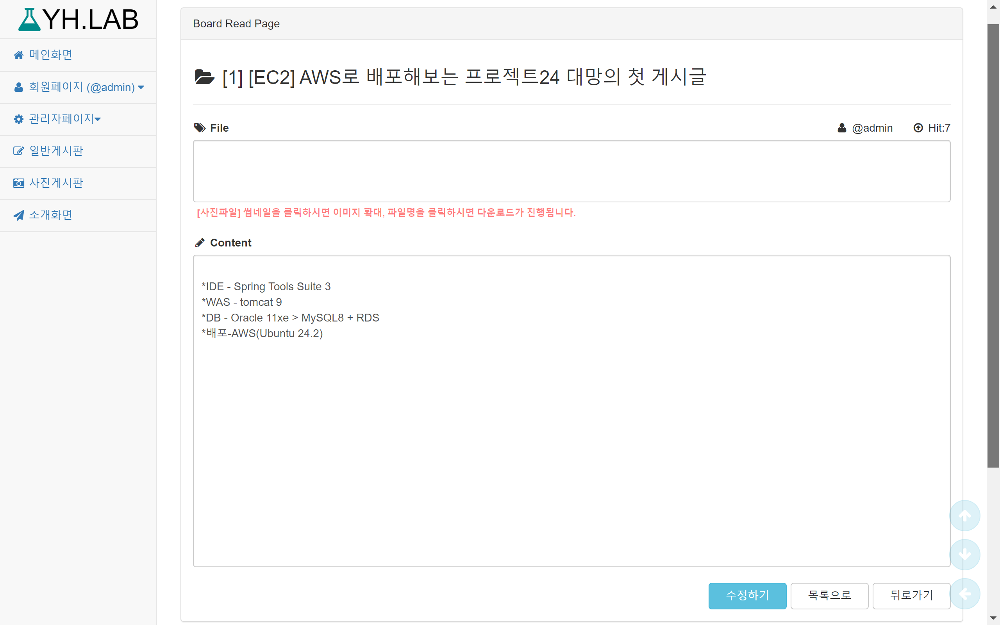 YH.LAB
메인화면
회원페이지 (@admin)
관리자페이지
일반게시판
사진게시판
소개화면
Board Read Page
[1] [EC2] AWS로 배포해보는 프로젝트24 대망의 첫 게시글
File
@admin
Hit:7
[사진파일] 썸네일을 클릭하시면 이미지 확대, 파일명을 클릭하시면 다운로드가 진행됩니다.
Content
*IDE - Spring Tools Suite 3
*WAS - tomcat 9
*DB - Oracle 11xe > MySQL8 + RDS
*배포-AWS(Ubuntu 24.2)
수정하기
목록으로
뒤로가기